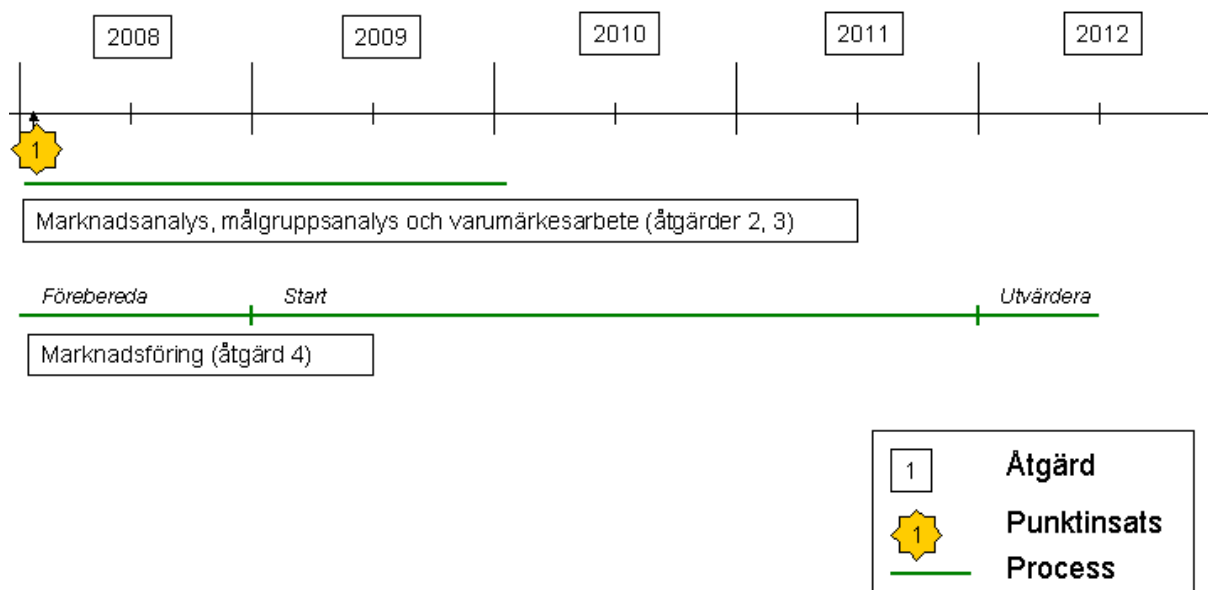 2008
2009
2010
2011
2012
1
Marknadsanalys, målgruppsanalys och varumärkesarbete (åtgärder 2, 3)
Förebereda
Start
Utvärdera
Marknadsföring (åtgärd 4)
1
Åtgärd
1
Punktinsats
Process